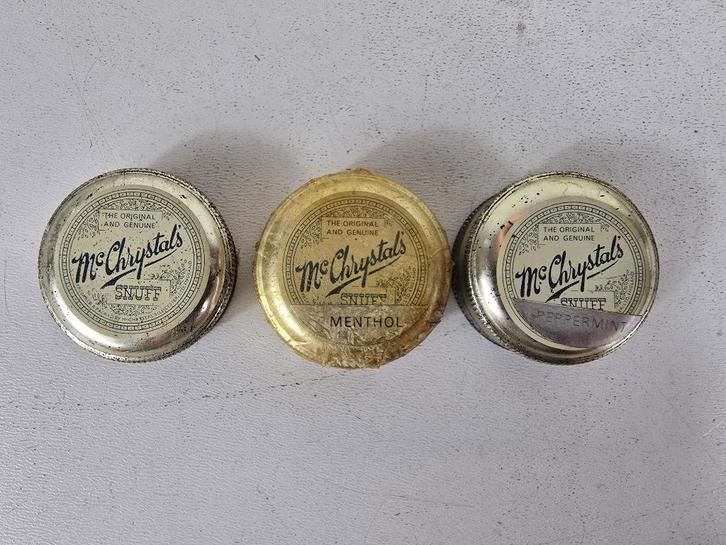 THE ORIGINAL
AND GENUINE
McChrystal's
SNUFF
THE ORIGINAL
AND GENUINE
McChrystal's
SNUFF
MENTHOL
THE ORIGINAL
AND GENUINE
McChrystal's
SNUFF
PEPPERMINT